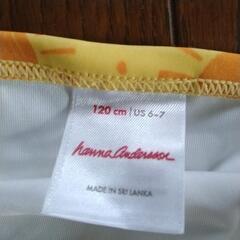 120 cm | US 6-7
hanna andersson
MADE IN SRI LANKA